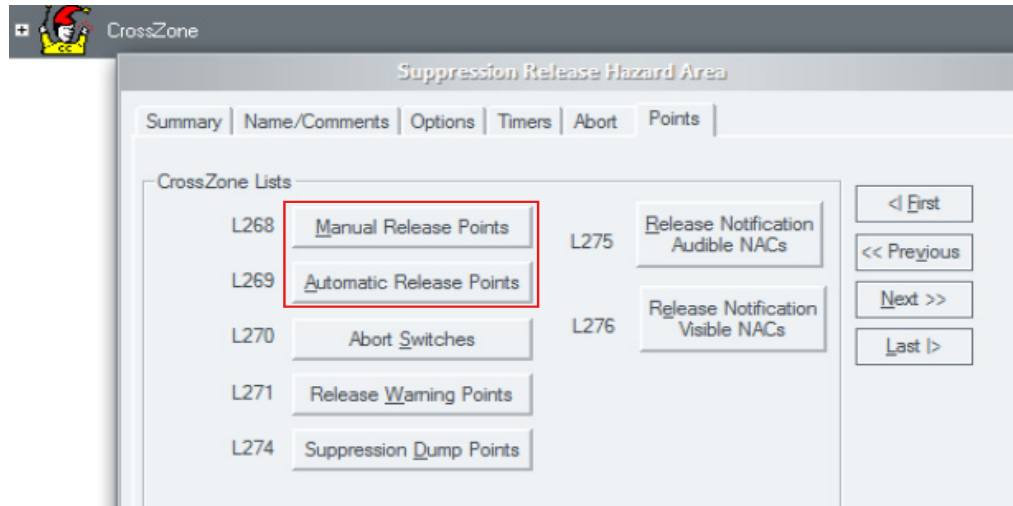 CrossZone
CC
Suppression Release Hazard Area
Summary
Name/Comments
Options
Timers
Abort
Points
CrossZone Lists
L268
Manual Release Points
L269
Automatic Release Points
L270
Abort Switches
L271
Release Warning Points
L274
Suppression Dump Points
L275
Release Notification
Audible NACs
L276
Release Notification
Visible NACs
<| First
<< Previous
Next >>
Last |>